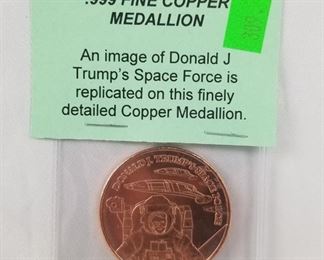 .999 FINE COPPER
MEDALLION
An image of Donald J
Trump's Space Force is
replicated on this finely
detailed Copper Medallion.
DONALD J. TRUMP'S SPACE FORCE